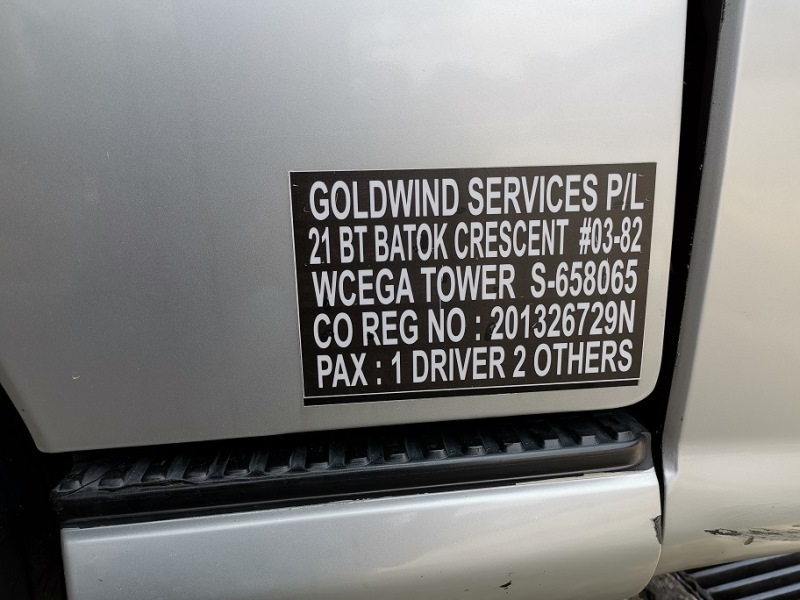 GOLDWIND SERVICES P/L
21 BT BATOK CRESCENT #03-82
WCEGA TOWER S-658065
CO REG NO : 201326729N
PAX : 1 DRIVER 2 OTHERS